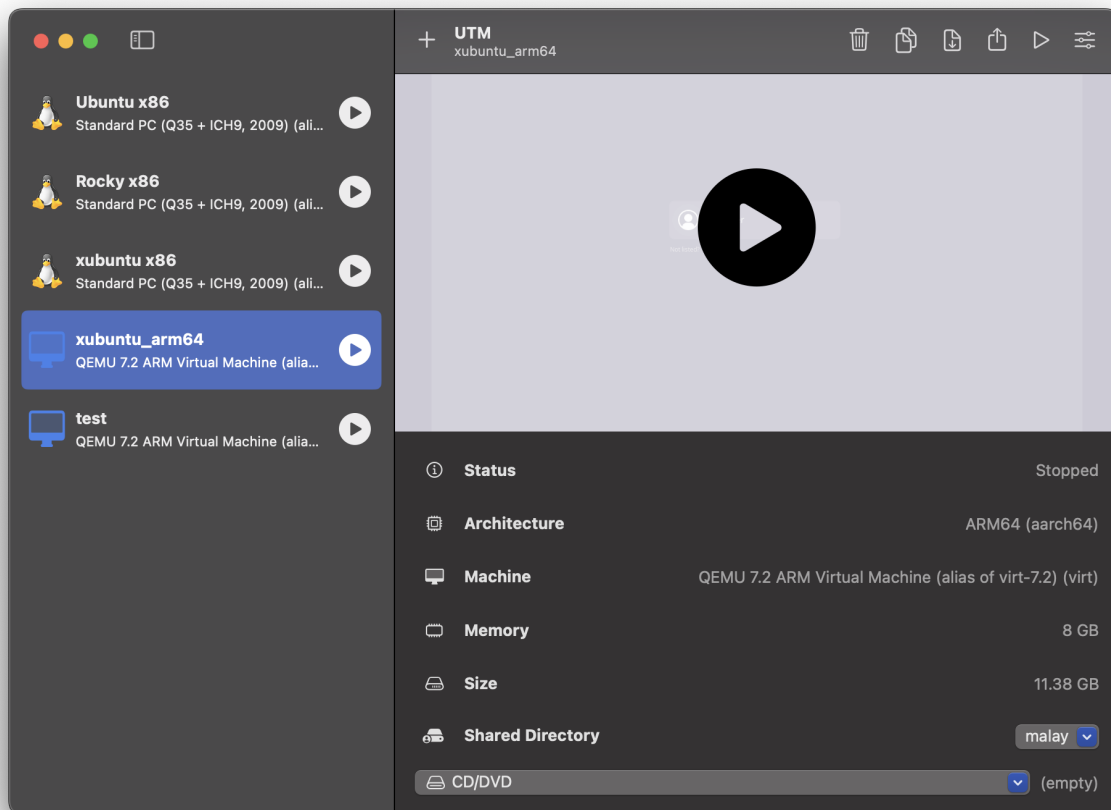 UTM
xubuntu_arm64
Ubuntu x86
Standard PC (Q35 + ICH9, 2009) (ali...
Rocky x86
Standard PC (Q35 + ICH9, 2009) (ali...
xubuntu x86
Standard PC (Q35 + ICH9, 2009) (ali...
xubuntu_arm64
QEMU 7.2 ARM Virtual Machine (alia...
test
QEMU 7.2 ARM Virtual Machine (alia...
Status Stopped
Architecture ARM64 (aarch64)
Machine QEMU 7.2 ARM Virtual Machine (alias of virt-7.2) (virt)
Memory 8 GB
Size 11.38 GB
Shared Directory malay
CD/DVD (empty)